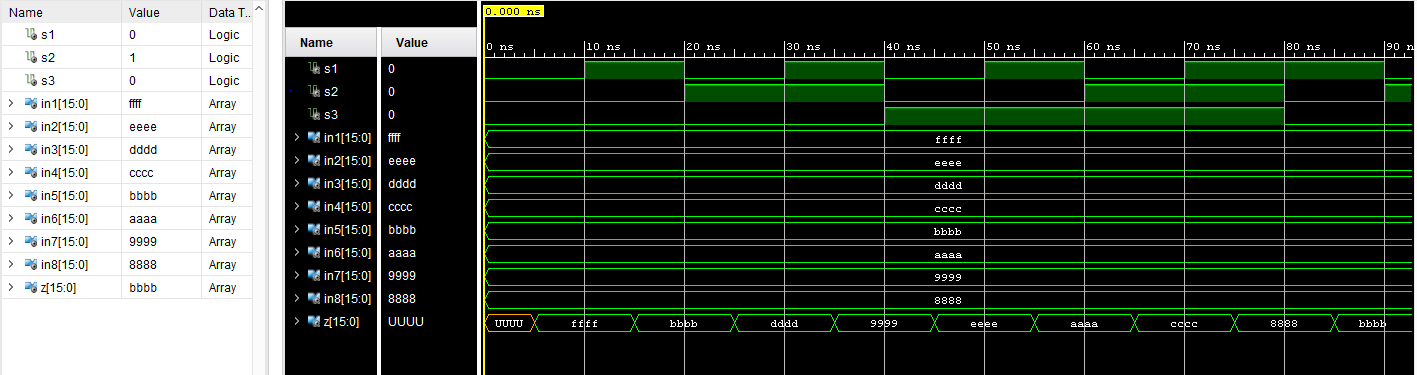 Name Value Data T...
s1 0 Logic
s2 1 Logic
s3 0 Logic
in1[15:0] ffff Array
in2[15:0] eeee Array
in3[15:0] dddd Array
in4[15:0] cccc Array
in5[15:0] bbbb Array
in6[15:0] aaaa Array
in7[15:0] 9999 Array
in8[15:0] 8888 Array
z[15:0] bbbb Array
0.000 ns
Name Value
0 ns 10 ns 20 ns 30 ns 40 ns 50 ns 60 ns 70 ns 80 ns 90 n
s1 0
s2 0
s3 0
in1[15:0] ffff ffff
in2[15:0] eeee eeee
in3[15:0] dddd dddd
in4[15:0] cccc cccc
in5[15:0] bbbb bbbb
in6[15:0] aaaa aaaa
in7[15:0] 9999 9999
in8[15:0] 8888 8888
z[15:0] UUUU UUUU ffff bbbb dddd 9999 eeee aaaa cccc 8888 bbbb